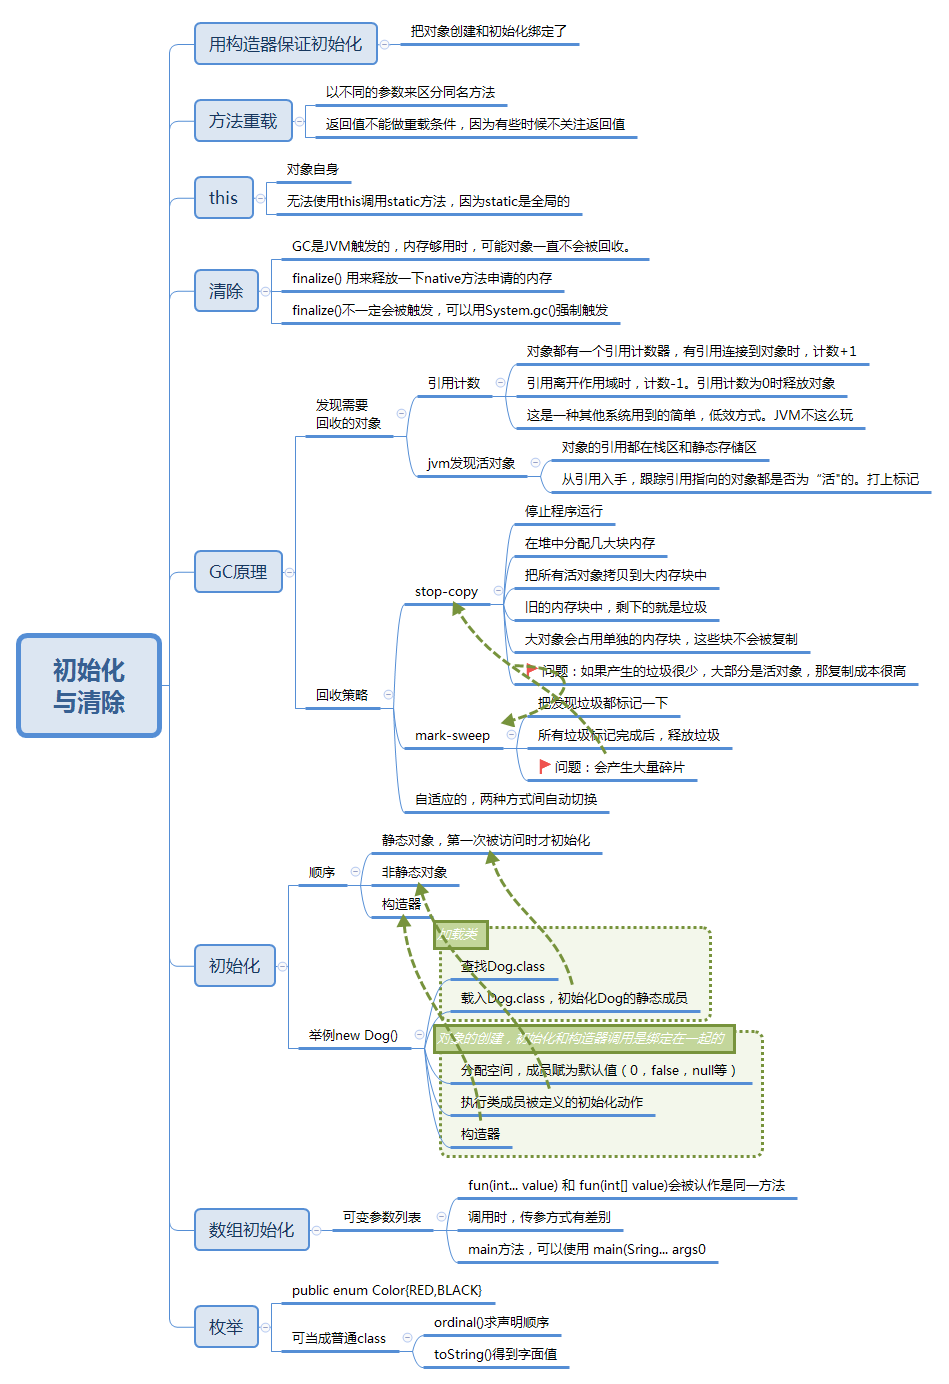 初始化
与清除
用构造器保证初始化
把对象创建和初始化绑定了
方法重载
以不同的参数来区分同名方法
返回值不能做重载条件，因为有些时候不关注返回值
this
对象自身
无法使用this调用static方法，因为static是全局的
清除
GC是JVM触发的，内存够用时，可能对象一直不会被回收。
finalize() 用来释放一下native方法申请的内存
finalize()不一定会被触发，可以用System.gc()强制触发
GC原理
发现需要
回收的对象
引用计数
对象都有一个引用计数器，有引用连接到对象时，计数+1
引用离开作用域时，计数-1。引用计数为0时释放对象
这是一种其他系统用到的简单，低效方式。JVM不这么玩
jvm发现活对象
对象的引用都在栈区和静态存储区
从引用入手，跟踪引用指向的对象都是否为“活"的。打上标记
回收策略
stop-copy
停止程序运行
在堆中分配几大块内存
把所有活对象拷贝到大内存块中
旧的内存块中，剩下的就是垃圾
大对象会占用单独的内存块，这些块不会被复制
问题：如果产生的垃圾很少，大部分是活对象，那复制成本很高
mark-sweep
把发现垃圾都标记一下
所有垃圾标记完成后，释放垃圾
问题：会产生大量碎片
自适应的，两种方式间自动切换
初始化
顺序
静态对象，第一次被访问时才初始化
非静态对象
构造器
举例new Dog()
加载类
查找Dog.class
载入Dog.class，初始化Dog的静态成员
对象的创建，初始化和构造器调用是绑定在一起的
分配空间，成员赋为默认值（0，false，null等）
执行类成员被定义的初始化动作
构造器
数组初始化
可变参数列表
fun(int... value) 和 fun(int[] value)会被认作是同一方法
调用时，传参方式有差别
main方法，可以使用 main(Sring... args0
枚举
public enum Color{RED,BLACK}
可当成普通class
ordinal()求声明顺序
toString()得到字面值